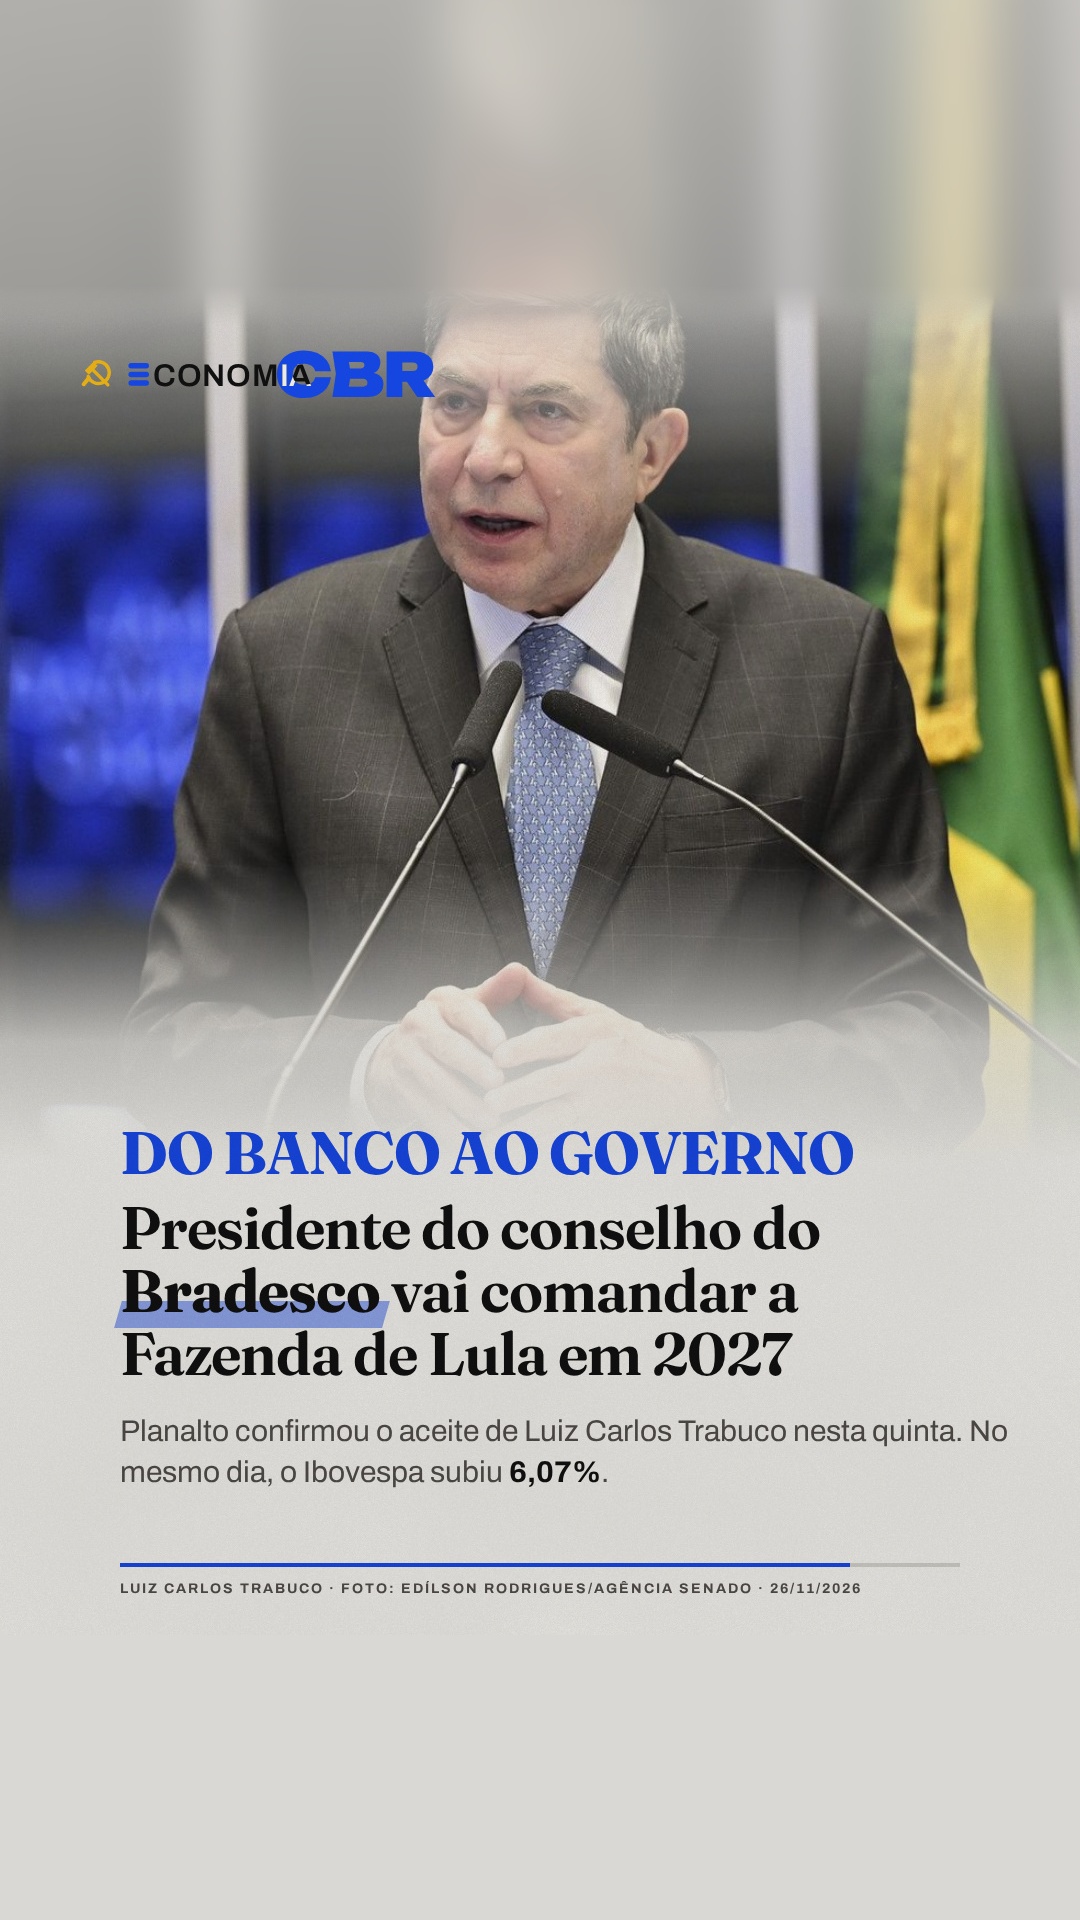 ECONOMIA CBR
DO BANCO AO GOVERNO
Presidente do conselho do
Bradesco vai comandar a
Fazenda de Lula em 2027
Planalto confirmou o aceite de Luiz Carlos Trabuco nesta quinta. No
mesmo dia, o Ibovespa subiu 6,07%.
LUIZ CARLOS TRABUCO · FOTO: EDÍLSON RODRIGUES/AGÊNCIA SENADO · 26/11/2026